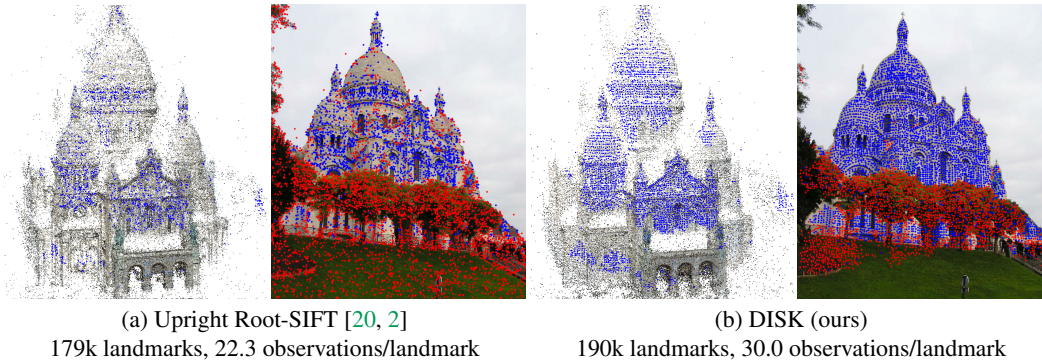 (a) Upright Root-SIFT [20, 2]
179k landmarks, 22.3 observations/landmark
(b) DISK (ours)
190k landmarks, 30.0 observations/landmark